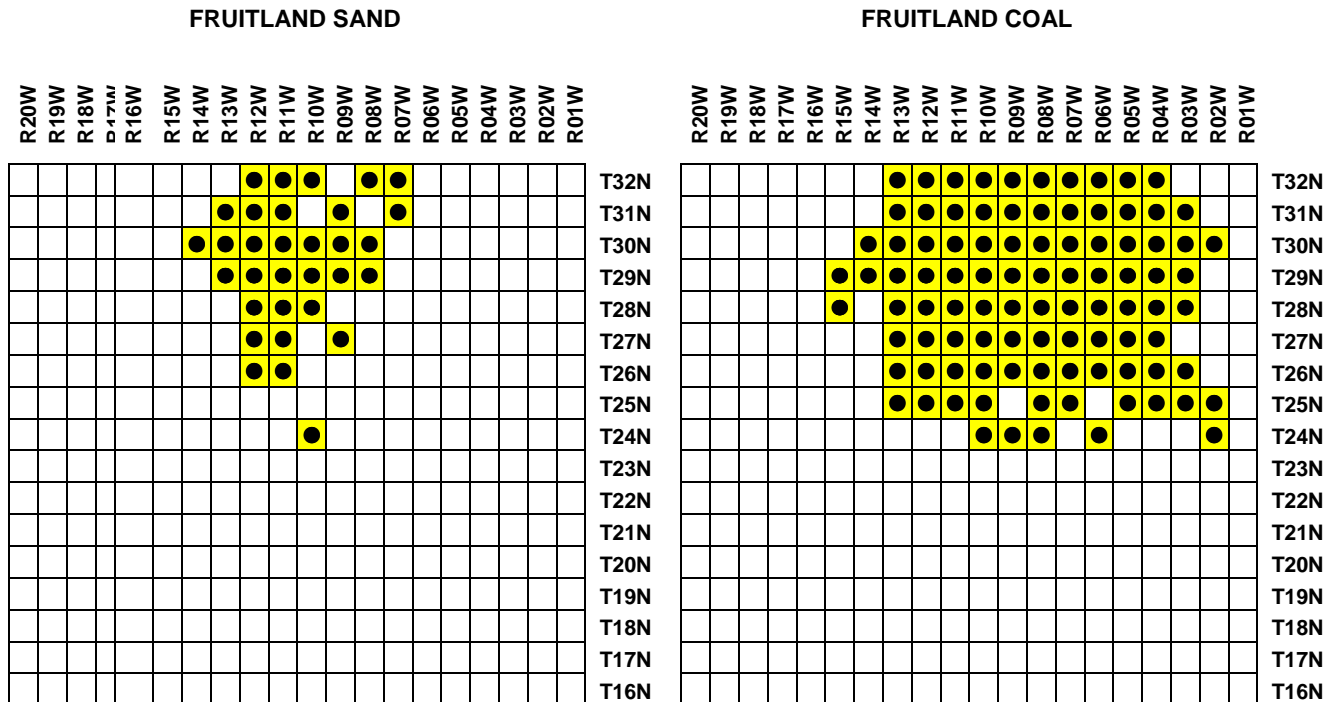 FRUITLAND SAND
FRUITLAND COAL
R20W R19W R18W R17W R16W R15W R14W R13W R12W R11W R10W R09W R08W R07W R06W R05W R04W R03W R02W R01W
R20W R19W R18W R17W R16W R15W R14W R13W R12W R11W R10W R09W R08W R07W R06W R05W R04W R03W R02W R01W
T32N T32N
T31N T31N
T30N T30N
T29N T29N
T28N T28N
T27N T27N
T26N T26N
T25N T25N
T24N T24N
T23N T23N
T22N T22N
T21N T21N
T20N T20N
T19N T19N
T18N T18N
T17N T17N
T16N T16N